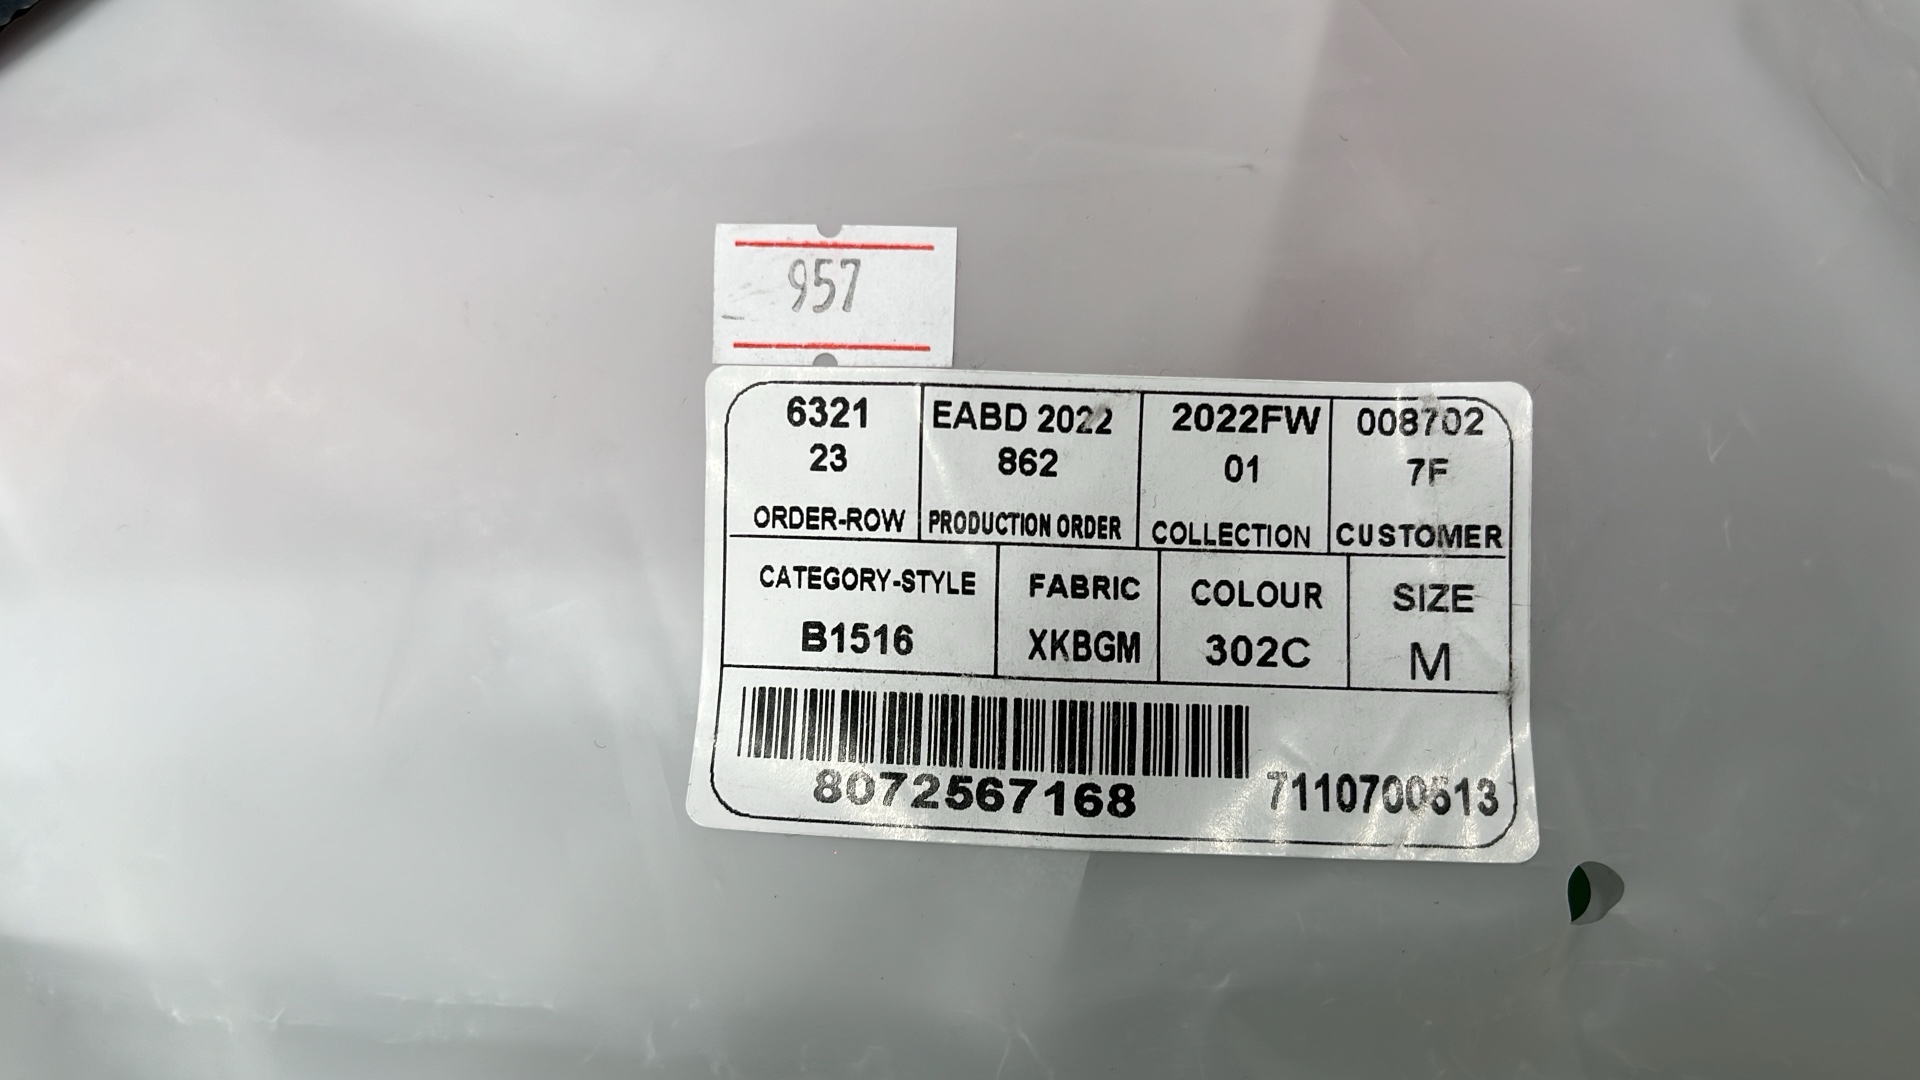 957
6321 EABD 2022 2022FW 008702
23 862 01 7F
ORDER-ROW PRODUCTION ORDER COLLECTION CUSTOMER
CATEGORY-STYLE FABRIC COLOUR SIZE
B1516 XKBGM 302C M
8072567168 7110700513